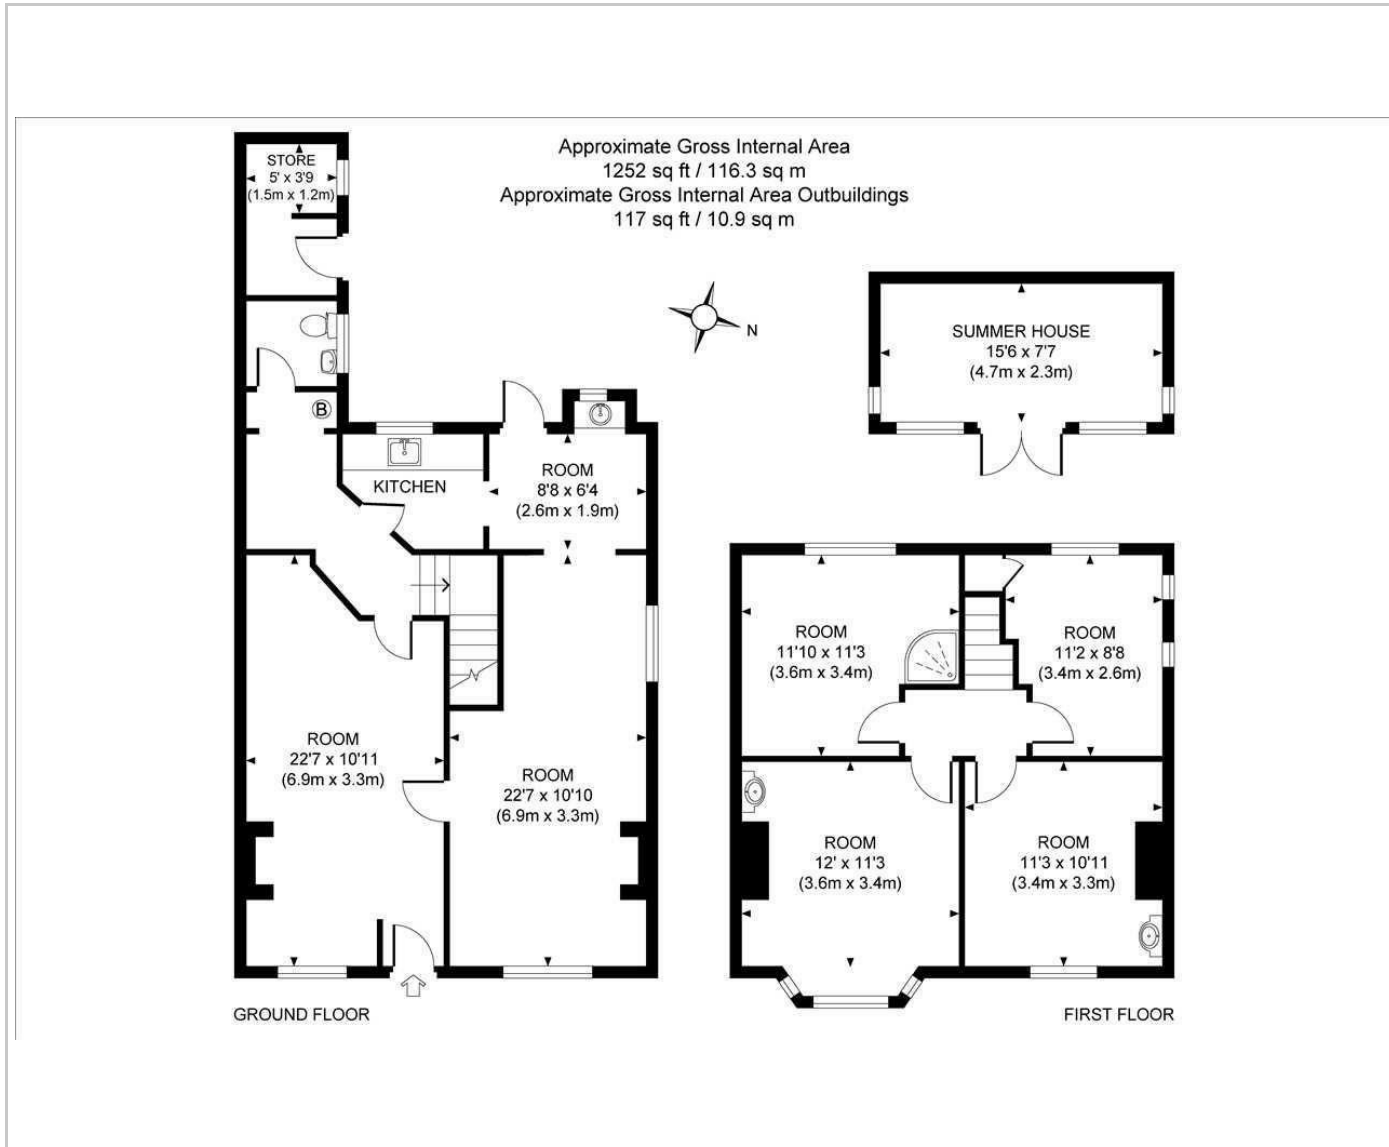 Approximate Gross Internal Area
1252 sq ft / 116.3 sq m
Approximate Gross Internal Area Outbuildings
117 sq ft / 10.9 sq m
STORE
5' x 3'9
(1.5m x 1.2m)
N
SUMMER HOUSE
15'6 x 7'7
(4.7m x 2.3m)
B
KITCHEN
ROOM
8'8 x 6'4
(2.6m x 1.9m)
ROOM
22'7 x 10'11
(6.9m x 3.3m)
ROOM
22'7 x 10'10
(6.9m x 3.3m)
GROUND FLOOR
ROOM
11'10 x 11'3
(3.6m x 3.4m)
ROOM
11'2 x 8'8
(3.4m x 2.6m)
ROOM
12' x 11'3
(3.6m x 3.4m)
ROOM
11'3 x 10'11
(3.4m x 3.3m)
FIRST FLOOR